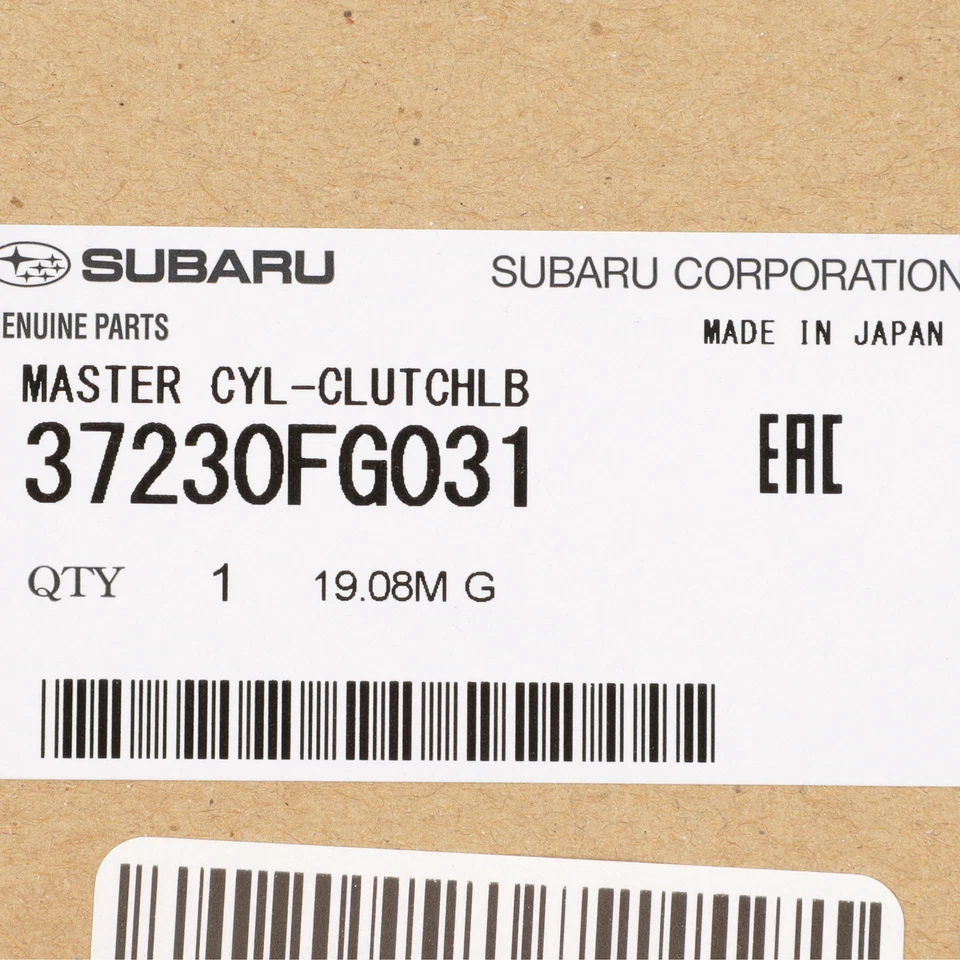 SUBARU SUBARU CORPORATION
ENUINE PARTS MADE IN JAPAN
MASTER CYL-CLUTCHLB
37230FG031 EAC
QTY 1 19.08M G